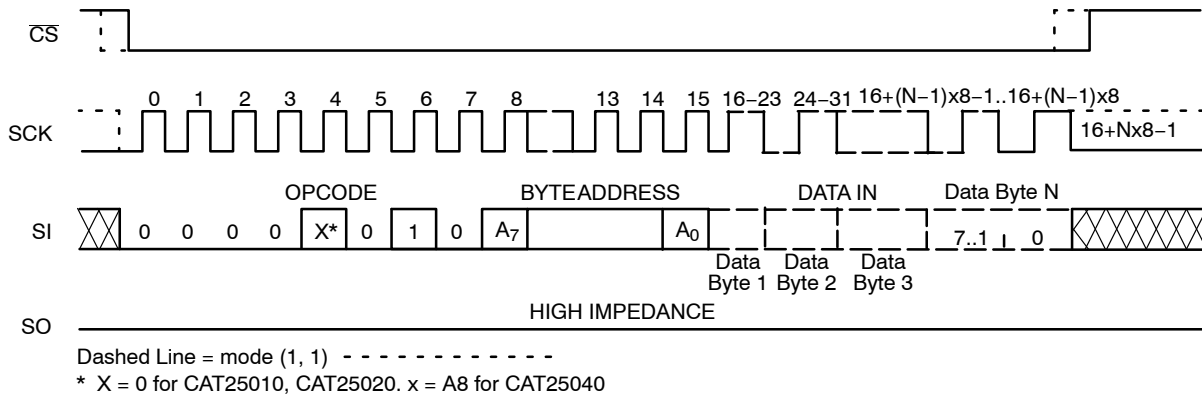 CS
0 1 2 3 4 5 6 7 8 13 14 15 16−23 24−31 16+(N−1)x8−1..16+(N−1)x8
SCK
16+Nx8−1
OPCODE BYTEADDRESS DATA IN Data Byte N
SI 0 0 0 0 X* 0 1 0 A7 A0 7..1 0
Data Byte 1
Data Byte 2
Data Byte 3
HIGH IMPEDANCE
SO
Dashed Line = mode (1, 1) - - - - - - - - - - - -
* X = 0 for CAT25010, CAT25020. x = A8 for CAT25040